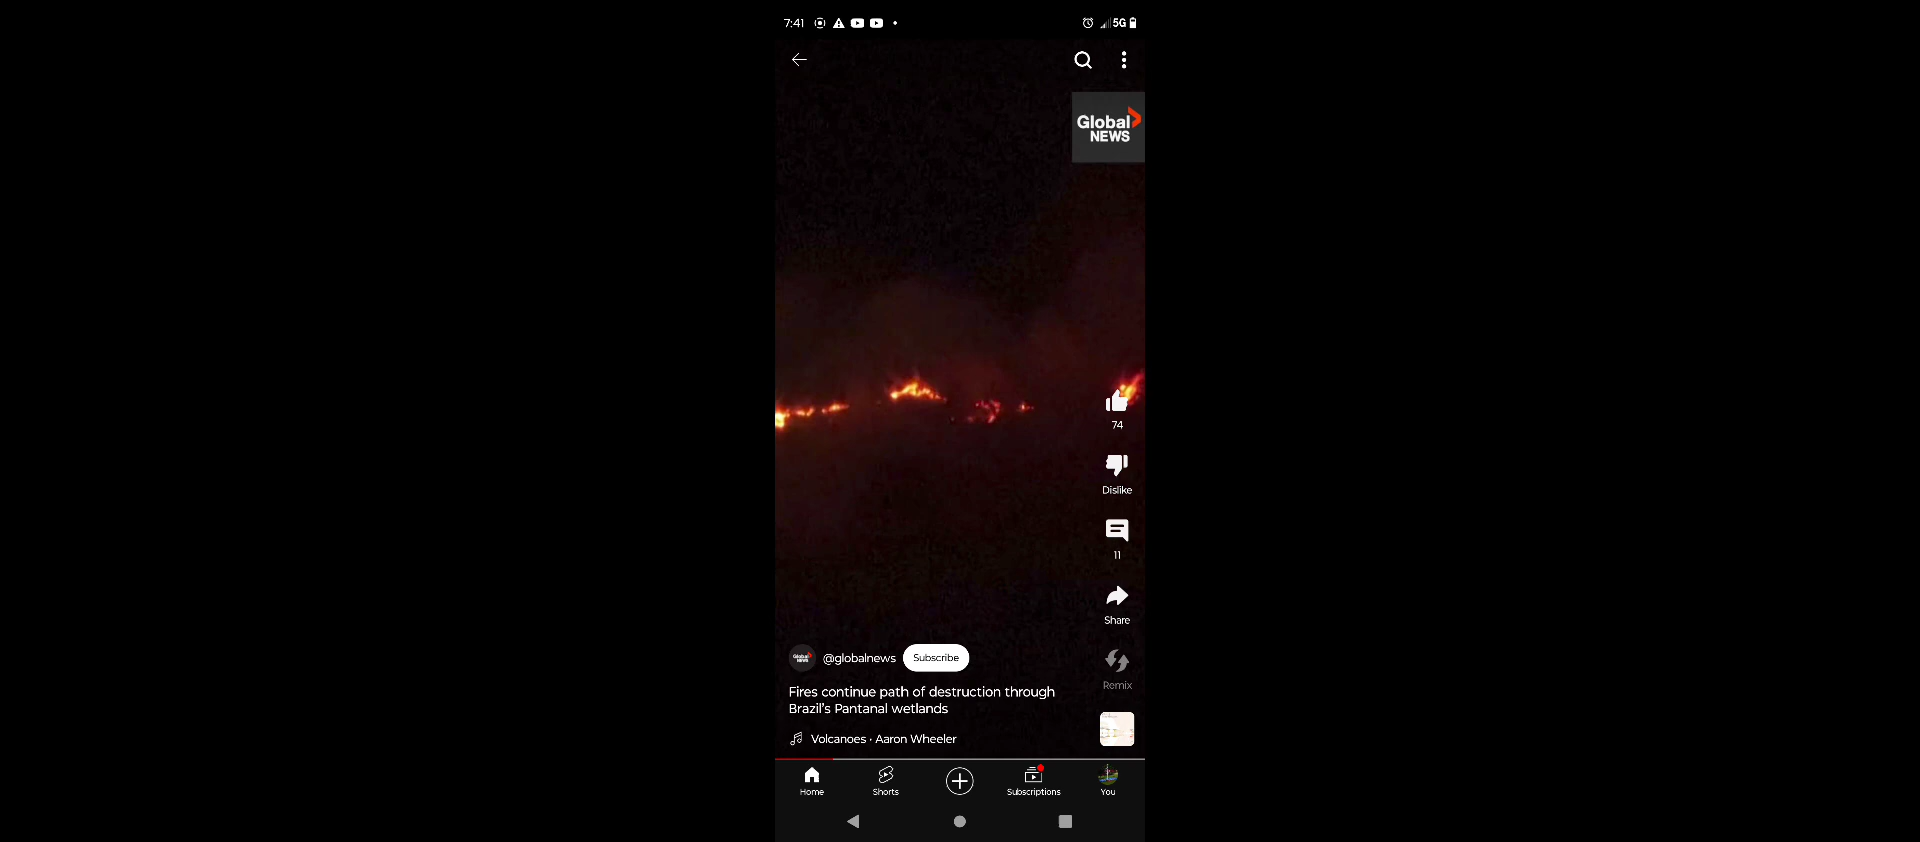 7:41
5G
Global
NEWS
74
Dislike
11
Share
@globalnews
Subscribe
Fires continue path of destruction through
Brazil's Pantanal wetlands
Remix
Volcanoes · Aaron Wheeler
Home
Shorts
Subscriptions
You